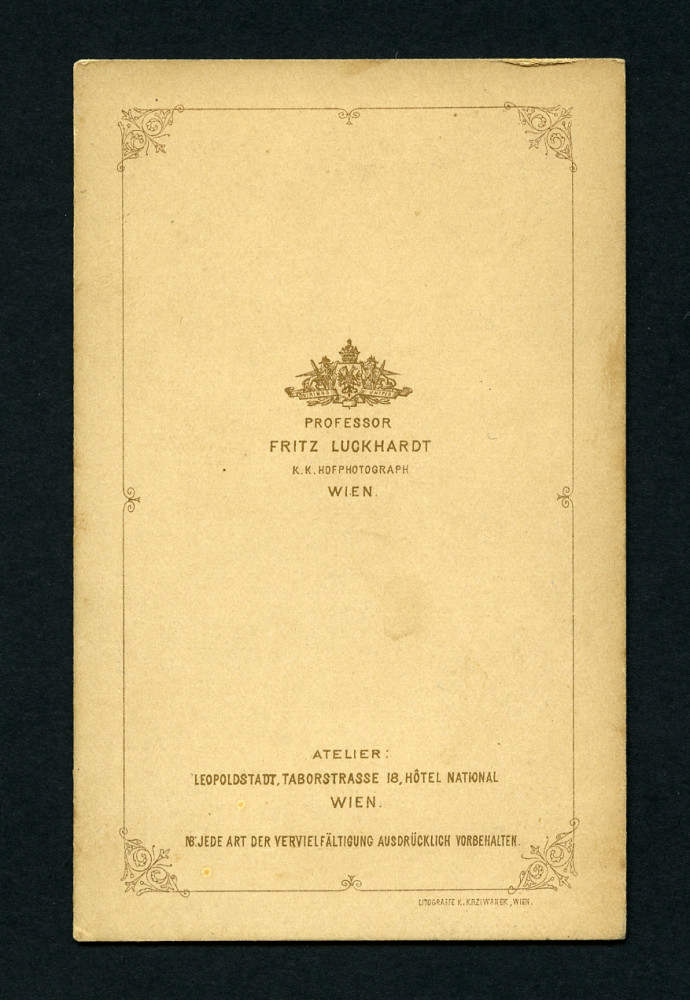 PROFESSOR
FRITZ LUCKHARDT
K.K. HOFPHOTOGRAPH
WIEN.
ATELIER:
LEOPOLDSTADT, TABORSTRASSE 18, HÔTEL NATIONAL
WIEN.
NB: JEDE ART DER VERVIELFÄLTIGUNG AUSDRÜCKLICH VORBEHALTEN.
LITOGRAFIE K. KRZIWANEK, WIEN.